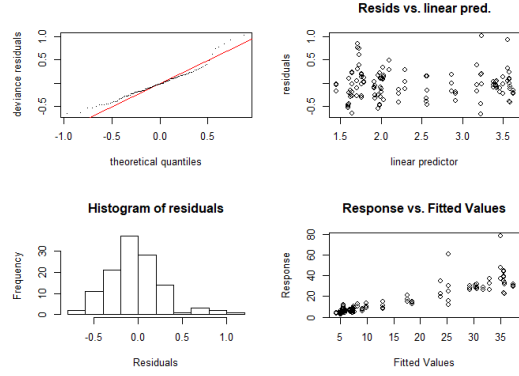 Resids vs. linear pred.
deviance residuals
-0.5
0.5
1.0
-1.0 -0.5 0.0 0.5
theoretical quantiles
residuals
-0.5
0.5
1.0
1.5 2.0 2.5 3.0 3.5
linear predictor
Histogram of residuals
Frequency
0 10 30
-0.5 0.0 0.5 1.0
Residuals
Response vs. Fitted Values
Response
0 20 40 60 80
5 10 15 20 25 30 35
Fitted Values